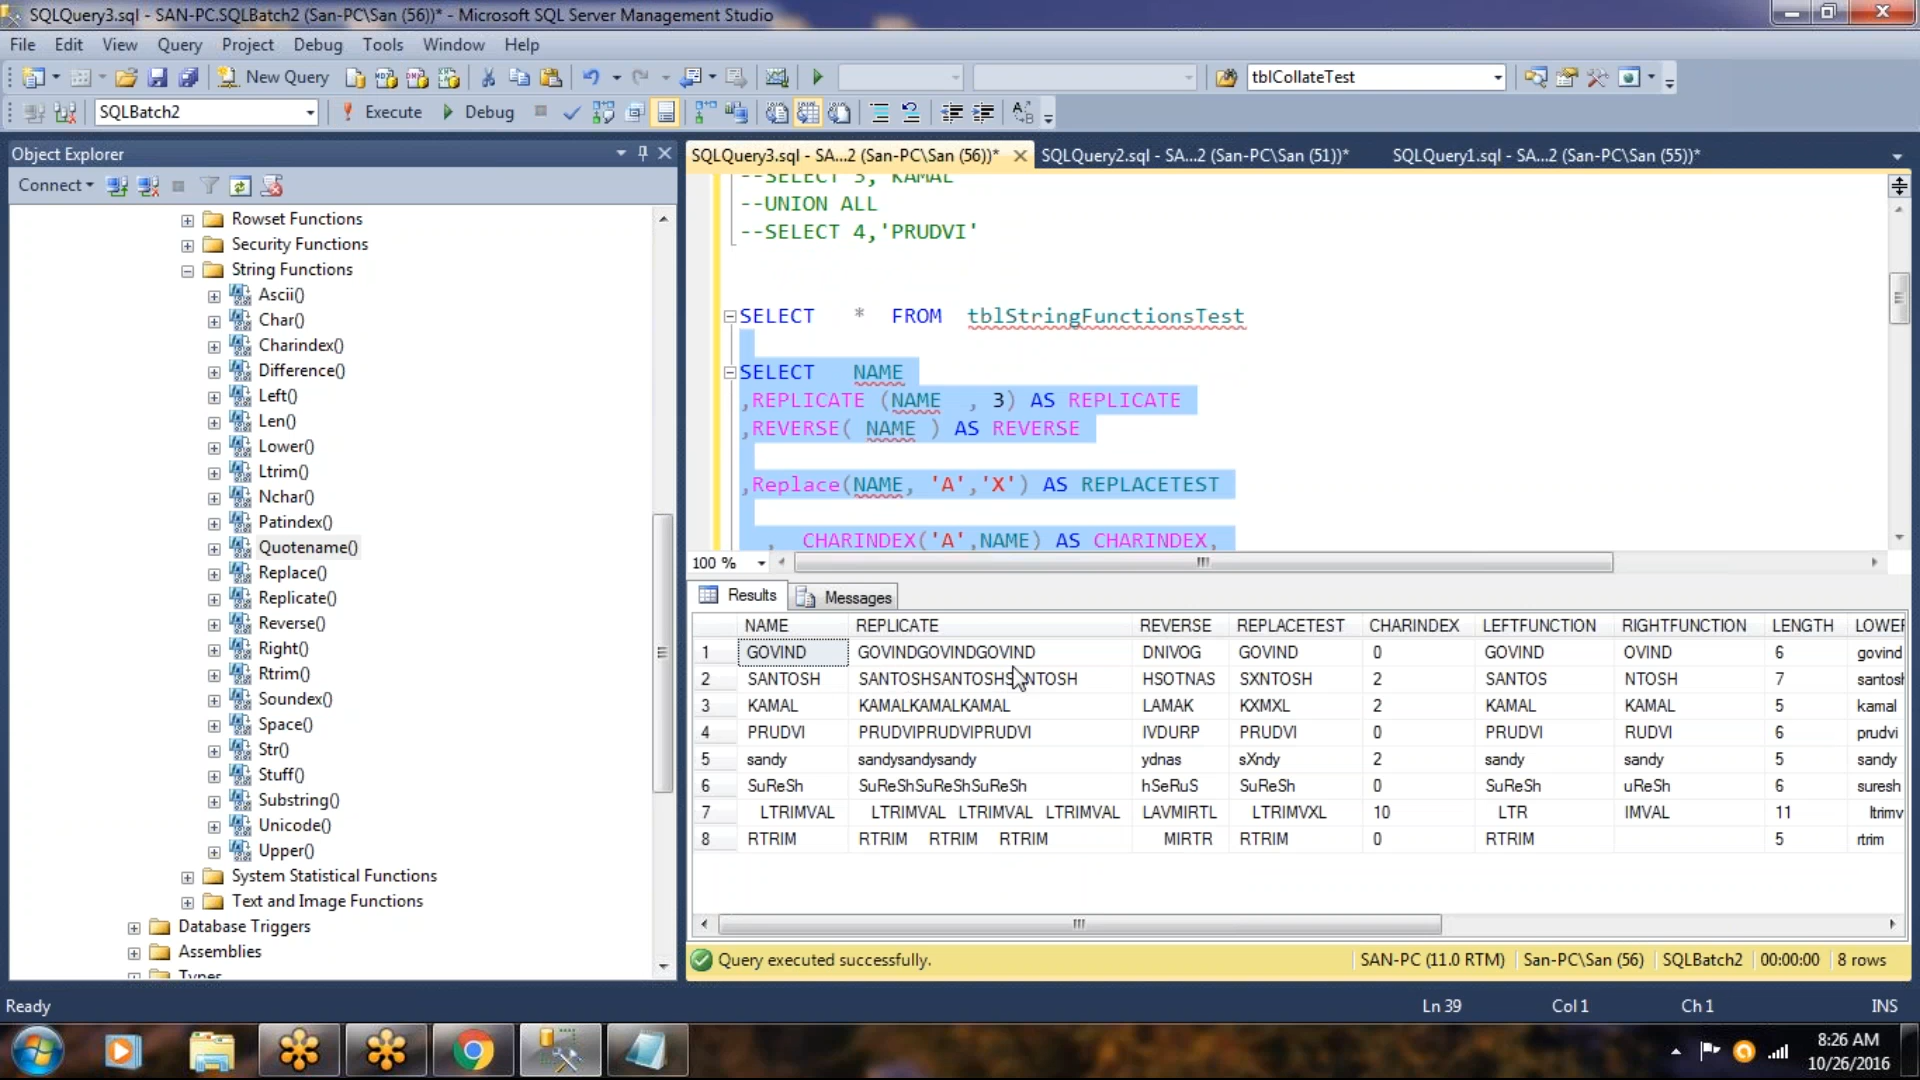 SQLQuery3.sql - SAN-PC.SQLBatch2 (San-PC\San (56))* - Microsoft SQL Server Management Studio
File Edit View Query Project Debug Tools Window Help
New Query tblCollateTest
SQLBatch2 Execute Debug
Object Explorer
Connect
Rowset Functions
Security Functions
String Functions
Ascii()
Char()
Charindex()
Difference()
Left()
Len()
Lower()
Ltrim()
Nchar()
Patindex()
Quotename()
Replace()
Replicate()
Reverse()
Right()
Rtrim()
Soundex()
Space()
Str()
Stuff()
Substring()
Unicode()
Upper()
System Statistical Functions
Text and Image Functions
Database Triggers
Assemblies
Types
SQLQuery3.sql - SA...2 (San-PC\San (56))* SQLQuery2.sql - SA...2 (San-PC\San (51))* SQLQuery1.sql - SA...2 (San-PC\San (55))*
--SELECT 3, KAMAL
--UNION ALL
--SELECT 4,'PRUDVI'
SELECT * FROM tblStringFunctionsTest
SELECT NAME
,REPLICATE (NAME , 3) AS REPLICATE
,REVERSE( NAME ) AS REVERSE
,Replace(NAME, 'A','X') AS REPLACETEST
, CHARINDEX('A',NAME) AS CHARINDEX,
100 %
Results Messages
NAME REPLICATE REVERSE REPLACETEST CHARINDEX LEFTFUNCTION RIGHTFUNCTION LENGTH LOWER
1 GOVIND GOVINDGOVINDGOVIND DNIVOG GOVIND 0 GOVIND OVIND 6 govind
2 SANTOSH SANTOSHSANTOSHSANTOSH HSOTNAS SXNTOSH 2 SANTOS NTOSH 7 santosh
3 KAMAL KAMALKAMALKAMAL LAMAK KXMXL 2 KAMAL KAMAL 5 kamal
4 PRUDVI PRUDVIPRUDVIPRUDVI IVDURP PRUDVI 0 PRUDVI RUDVI 6 prudvi
5 sandy sandysandysandy ydnas sXndy 2 sandy sandy 5 sandy
6 SuReSh SuReShSuReShSuReSh hSeRuS SuReSh 0 SuReSh uReSh 6 suresh
7 LTRIMVAL LTRIMVAL LTRIMVAL LTRIMVAL LAVMIRTL LTRIMVXL 10 LTR IMVAL 11 ltrimv
8 RTRIM RTRIM RTRIM RTRIM MIRTR RTRIM 0 RTRIM 5 rtrim
Query executed successfully. SAN-PC (11.0 RTM) San-PC\San (56) SQLBatch2 00:00:00 8 rows
Ready Ln 39 Col 1 Ch 1 INS
8:26 AM
10/26/2016